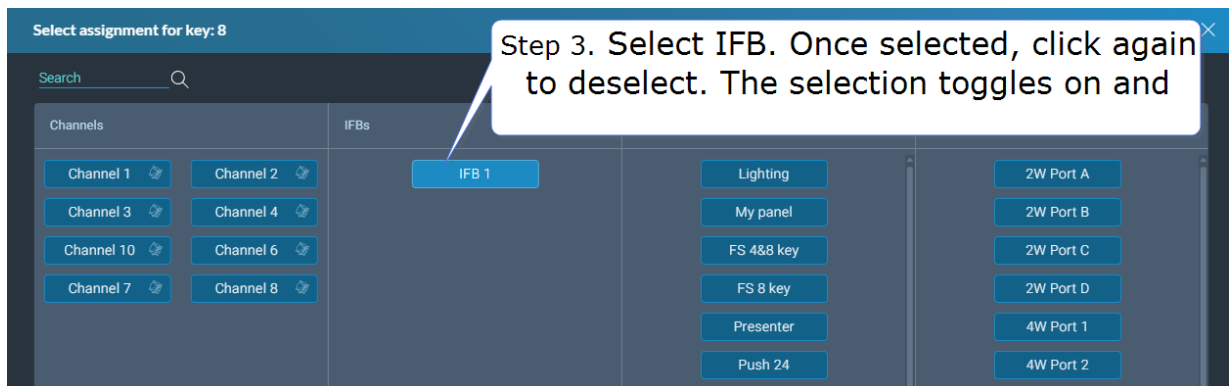 Select assignment for key: 8
Step 3. Select IFB. Once selected, click again
to deselect. The selection toggles on and
Search
Channels
IFBs
Channel 1
Channel 2
IFB 1
Lighting
2W Port A
Channel 3
Channel 4
My panel
2W Port B
Channel 10
Channel 6
FS 4&8 key
2W Port C
Channel 7
Channel 8
FS 8 key
2W Port D
Presenter
4W Port 1
Push 24
4W Port 2